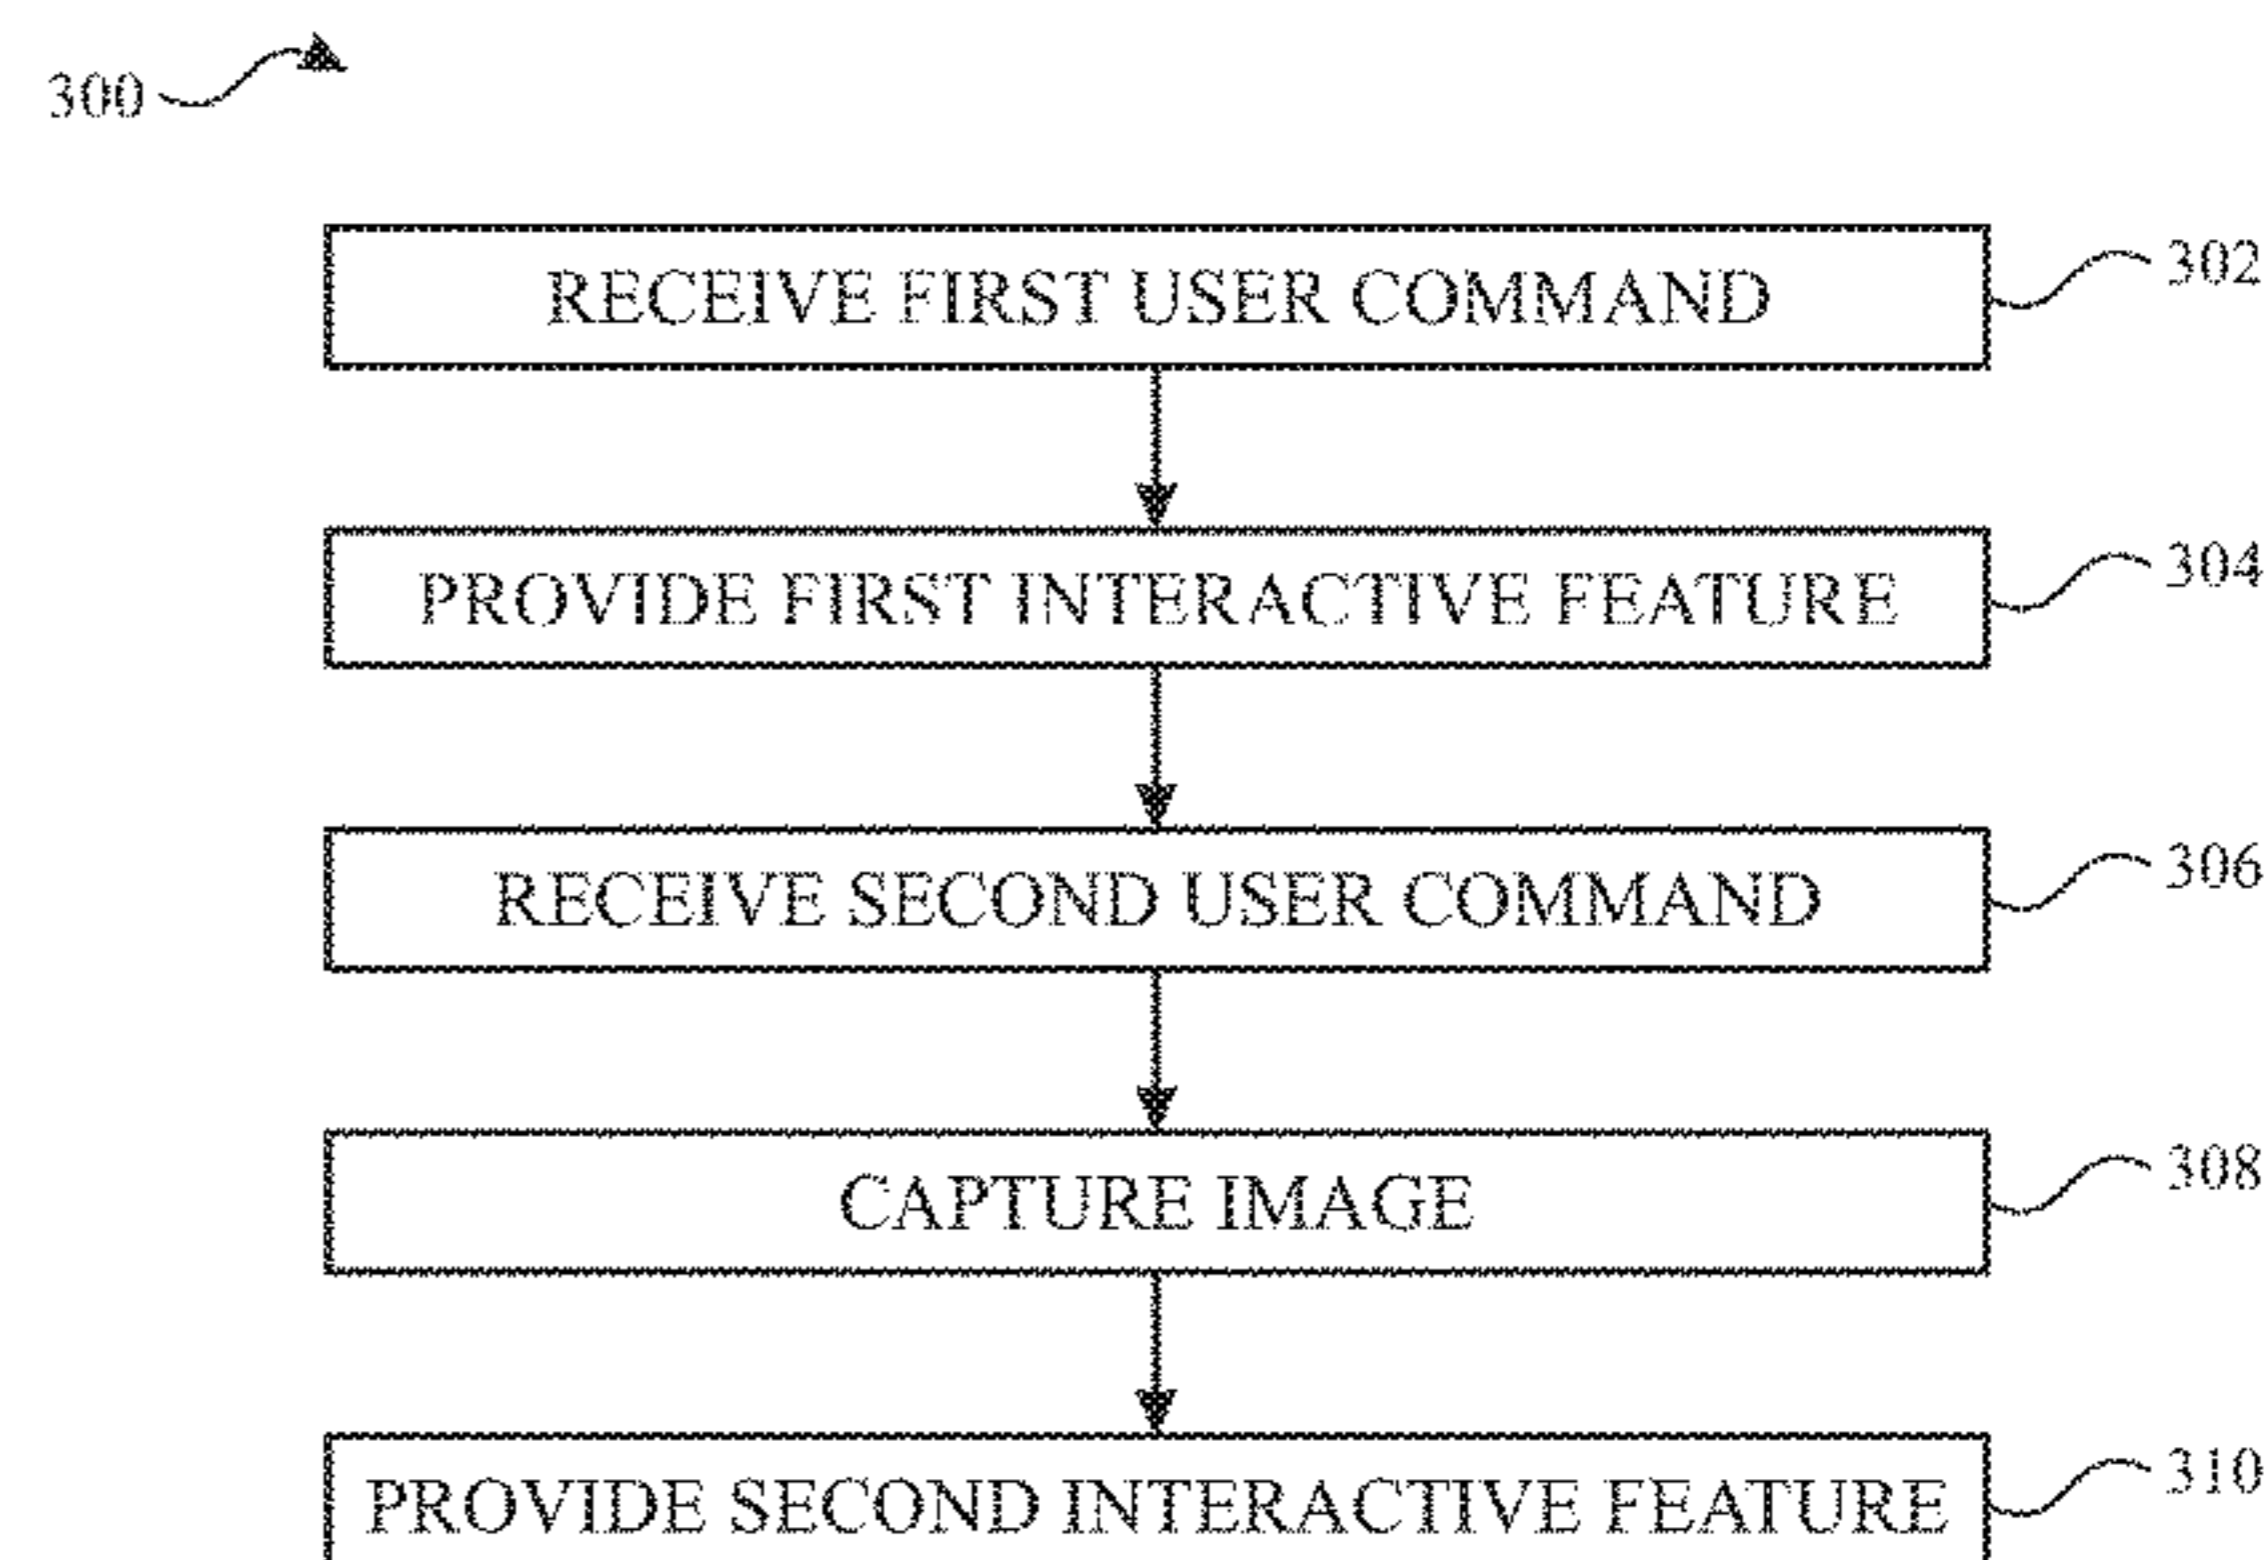 300
RECEIVE FIRST USER COMMAND
302
PROVIDE FIRST INTERACTIVE FEATURE
304
RECEIVE SECOND USER COMMAND
306
CAPTURE IMAGE
308
PROVIDE SECOND INTERACTIVE FEATURE
310